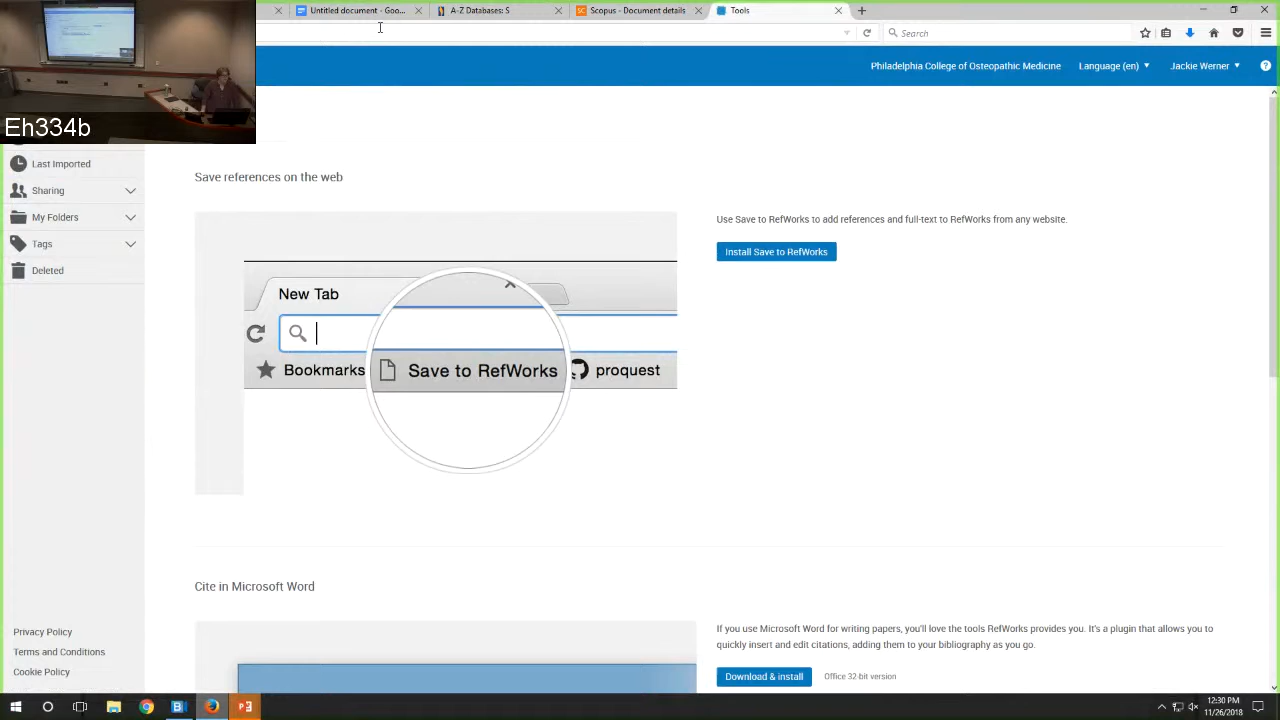 Untitled document - Goo...
A-Z Databases: S
Scopus - Document details
Tools
Search
Philadelphia College of Osteopathic Medicine
Language (en)
Jackie Werner
Eh334b
Last Imported
Sharing
My Folders
Tags
Deleted
Save references on the web
Use Save to RefWorks to add references and full-text to RefWorks from any website.
Install Save to RefWorks
New Tab
Bookmarks
Save to RefWorks
proquest
Cite in Microsoft Word
If you use Microsoft Word for writing papers, you'll love the tools RefWorks provides you. It's a plugin that allows you to
quickly insert and edit citations, adding them to your bibliography as you go.
Download & install
Office 32-bit version
Privacy Policy
Terms and Conditions
Cookie Policy
12:30 PM
11/26/2018